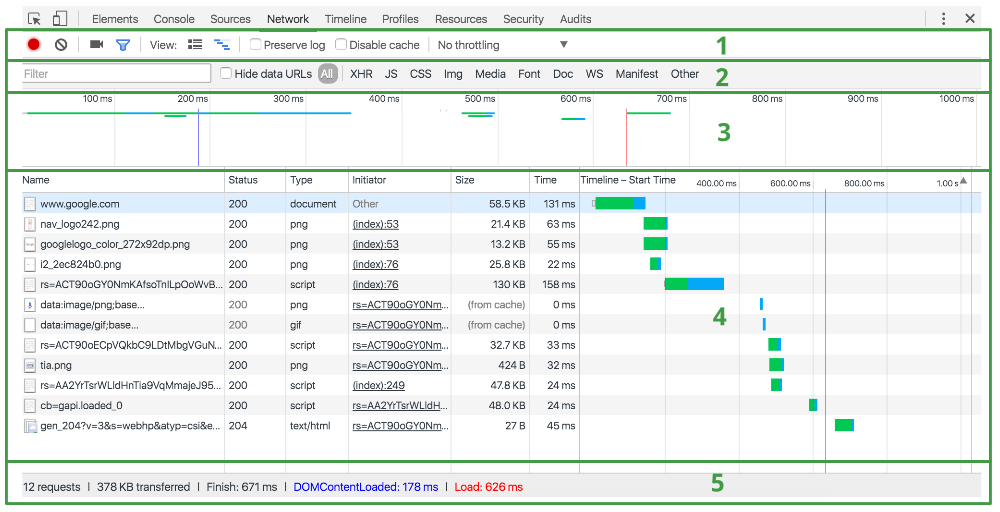 Elements Console Sources Network Timeline Profiles Resources Security Audits
View: Preserve log Disable cache No throttling 1
Filter Hide data URLs All XHR JS CSS Img Media Font Doc WS Manifest Other 2
100 ms 200 ms 300 ms 400 ms 500 ms 600 ms 700 ms 800 ms 900 ms 1000 ms
3
Name Status Type Initiator Size Time Timeline – Start Time 400.00 ms 600.00 ms 800.00 ms 1.00 s
www.google.com 200 document Other 58.5 KB 131 ms
nav_logo242.png 200 png (index):53 21.4 KB 63 ms
googlelogo_color_272x92dp.png 200 png (index):53 13.2 KB 55 ms
i2_2ec824b0.png 200 png (index):76 25.8 KB 22 ms
rs=ACT90oGY0NmKAfsoTnlLpOoWvB... 200 script (index):76 130 KB 158 ms
data:image/png;base... 200 png rs=ACT90oGY0Nm... (from cache) 0 ms
4
data:image/gif;base... 200 gif rs=ACT90oGY0Nm... (from cache) 0 ms
rs=ACT90oECpVQkbC9LDtMbgVGuN... 200 script rs=ACT90oGY0Nm... 32.7 KB 33 ms
tia.png 200 png rs=ACT90oGY0Nm... 424 B 32 ms
rs=AA2YrTsrWLldHnTia9VqMmajeJ95... 200 script (index):249 47.8 KB 24 ms
cb=gapi.loaded_0 200 script rs=AA2YrTsrWLldH... 48.0 KB 24 ms
gen_204?v=3&s=webhp&atyp=csi&e... 204 text/html rs=ACT90oGY0Nm... 27 B 45 ms
12 requests | 378 KB transferred | Finish: 671 ms | DOMContentLoaded: 178 ms | Load: 626 ms 5